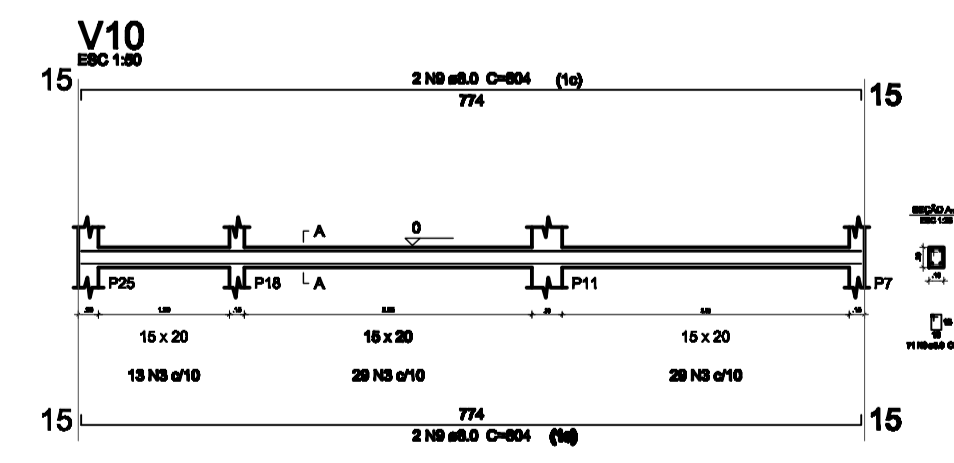 V10
ESC 1:50
15
2 N9 ø8.0 C=804 (1c)
15
774
A
0
A
P25
P18
P11
P7
15 x 20
15 x 20
15 x 20
13 N3 c/10
29 N3 c/10
29 N3 c/10
15
774
15
2 N9 ø8.0 C=804
SEÇÃO A